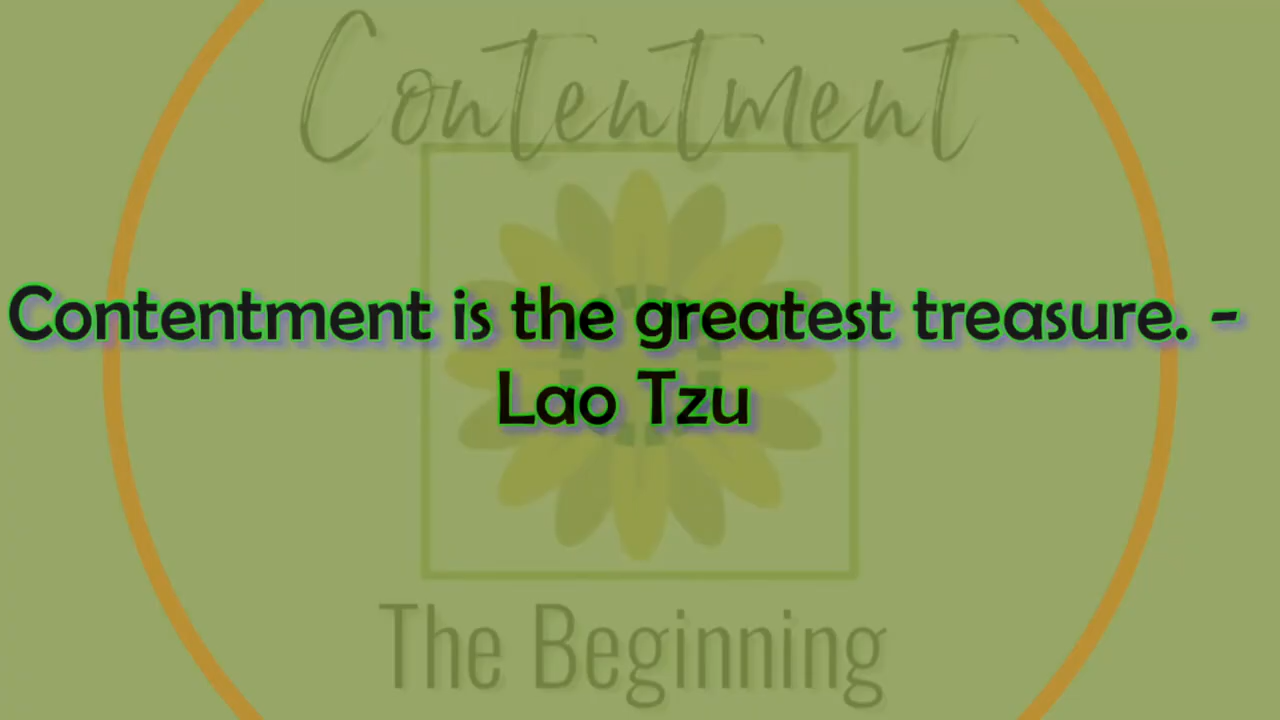 Contentment
Contentment is the greatest treasure. -
Lao Tzu
The Beginning